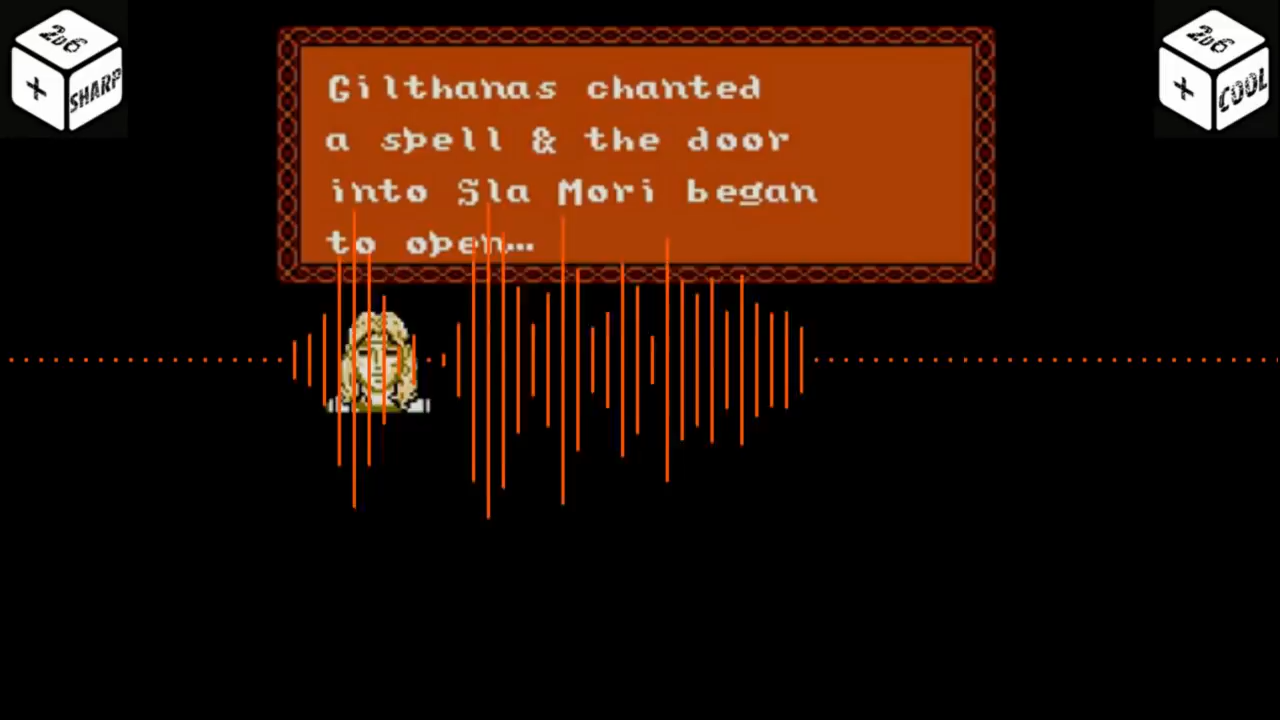 2D6
+
SHARP
Gilthanas chanted
a spell & the door
into Sla Mori began
to open…
2D6
+
COOL